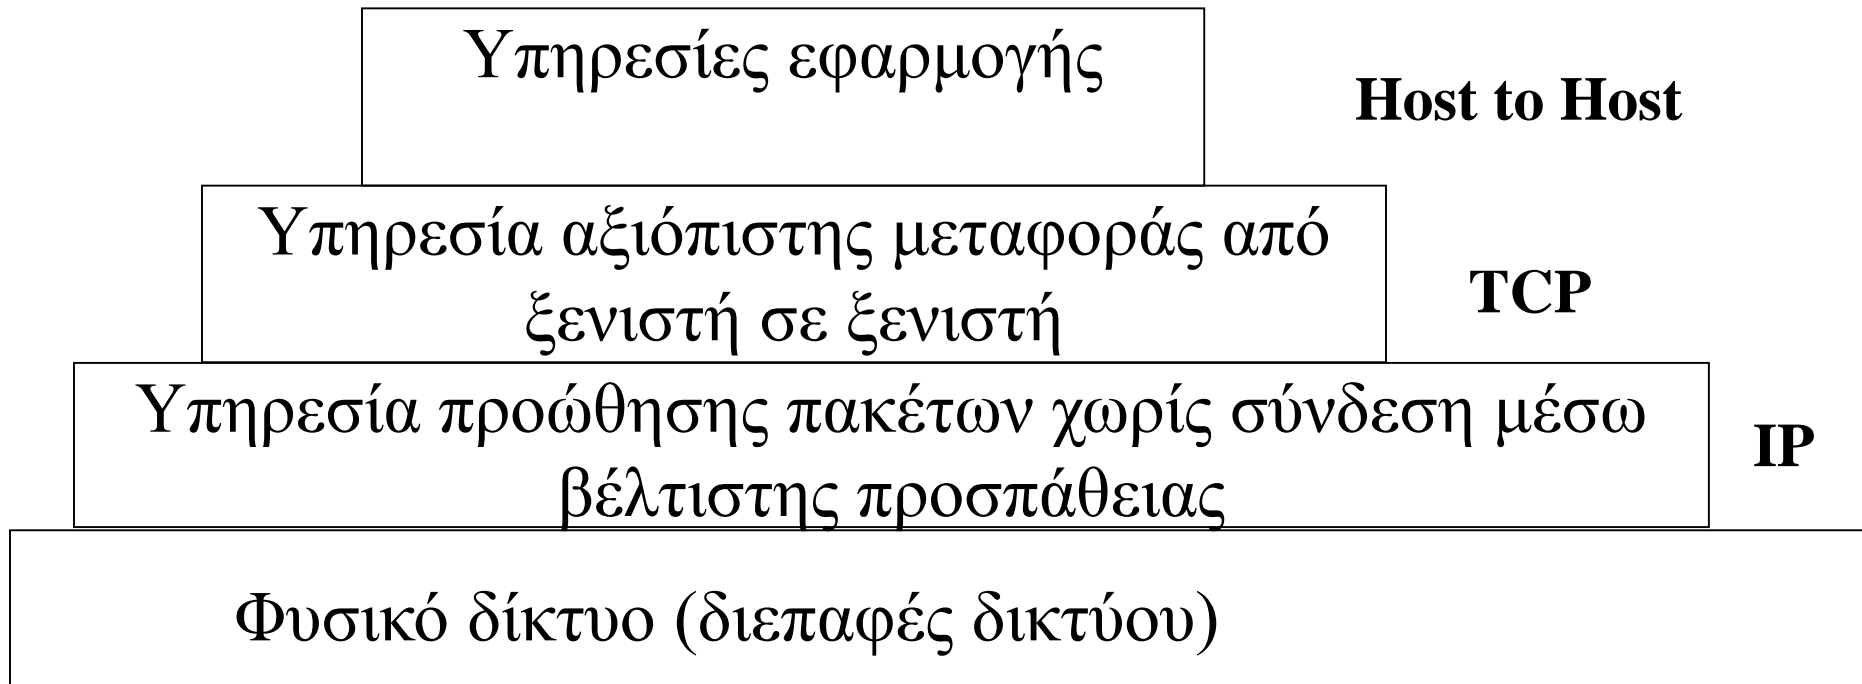 Υπηρεσίες εφαρμογής
Host to Host
Υπηρεσία αξιόπιστης μεταφοράς από
ξενιστή σε ξενιστή
TCP
Υπηρεσία προώθησης πακέτων χωρίς σύνδεση μέσω
βέλτιστης προσπάθειας
IP
Φυσικό δίκτυο (διεπαφές δικτύου)